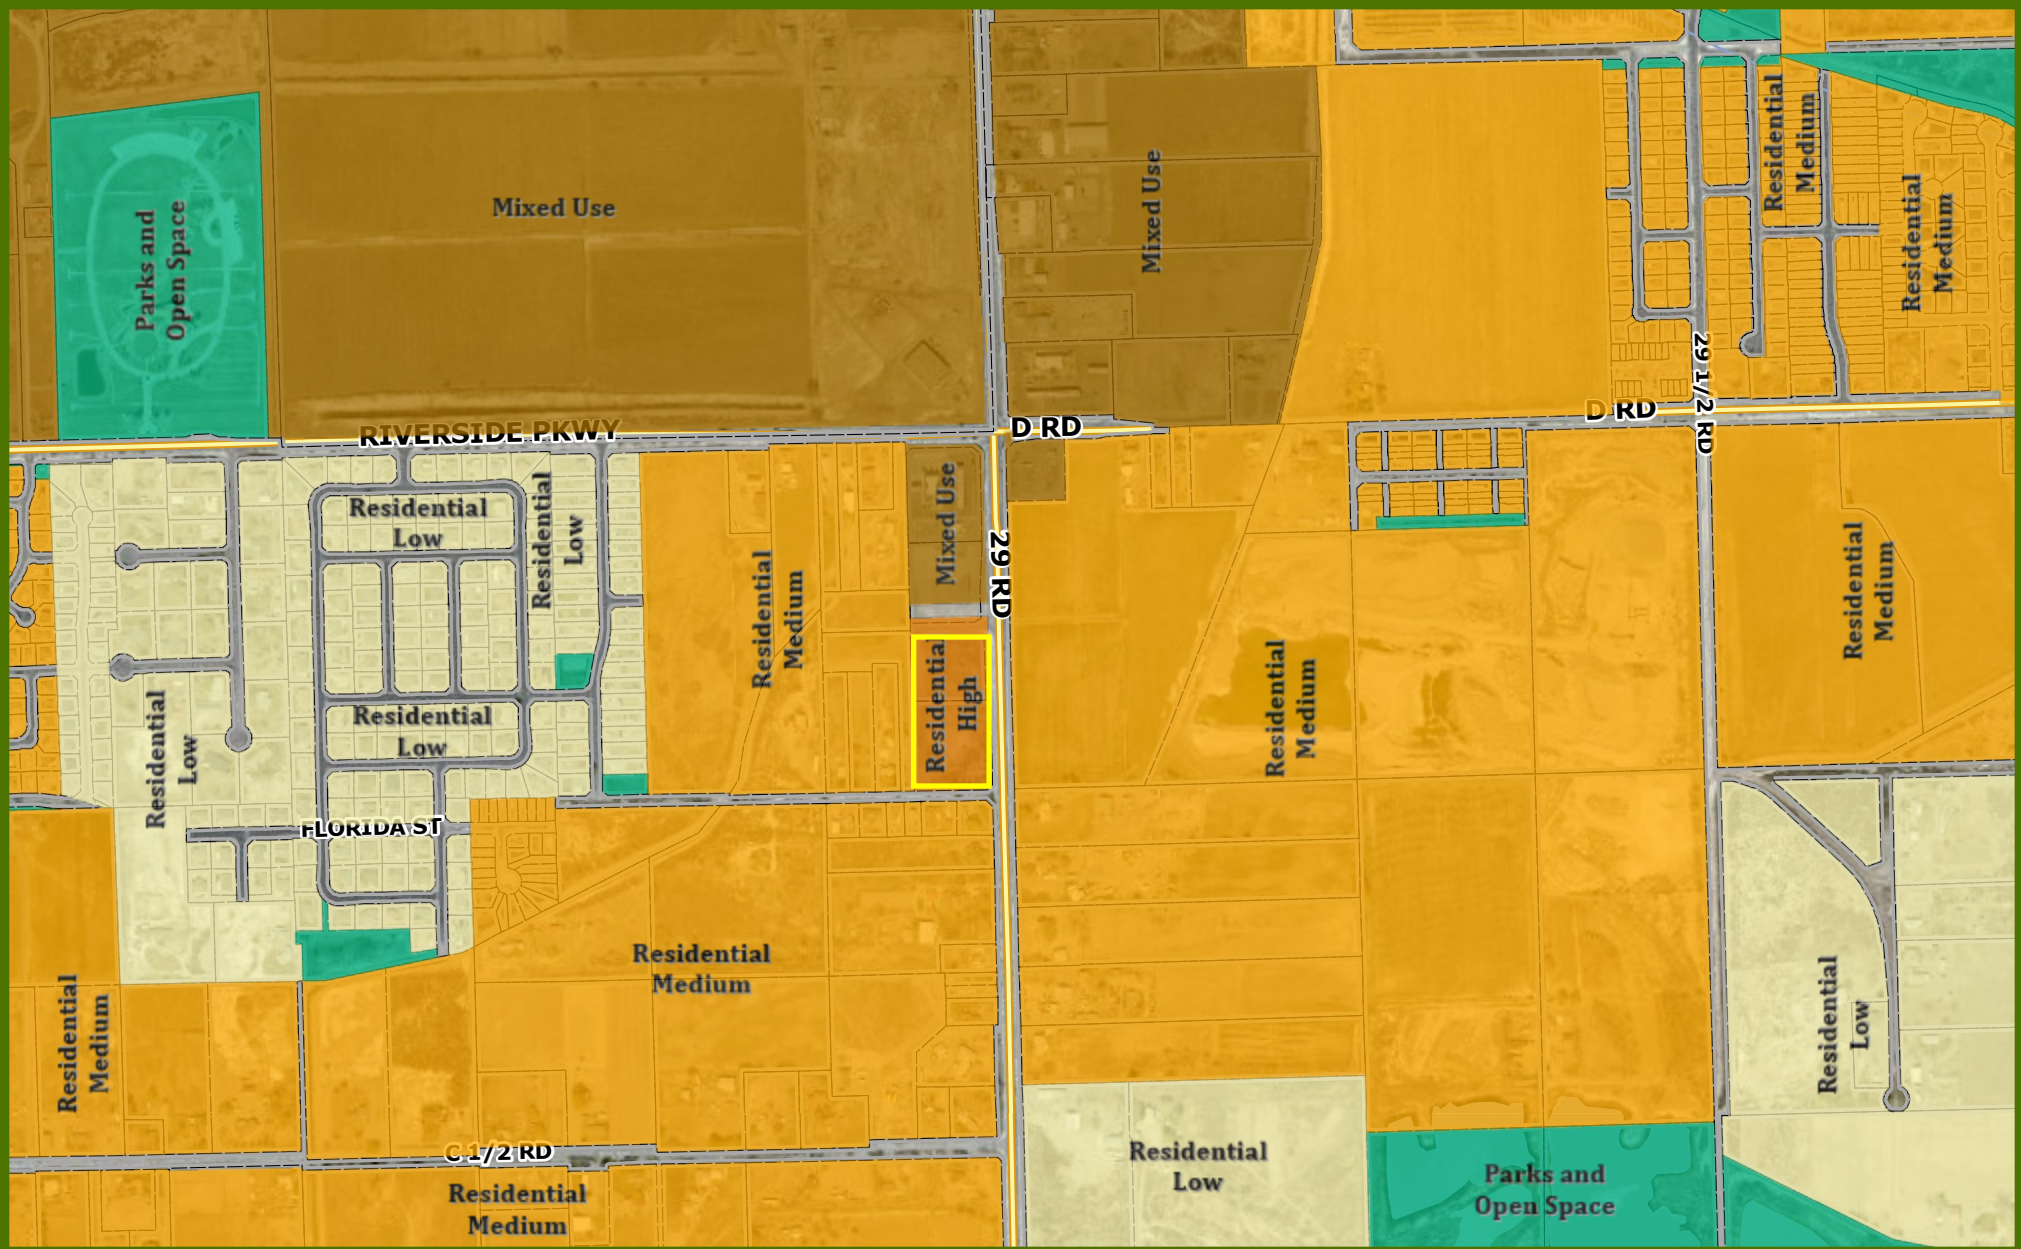 Mixed Use
Mixed Use
Parks and
Open Space
Residential
Medium
Residential
Medium
29 1/2 RD
RIVERSIDE PKWY
D RD
D RD
Residential
Low
Residential
Low
Mixed Use
29 RD
Residential
Medium
Residential
High
Residential
Medium
Residential
Medium
Residential
Low
Residential
Low
FLORIDA ST
Residential
Medium
Residential
Medium
Residential
Low
C 1/2 RD
Residential
Low
Parks and
Open Space
Residential
Medium